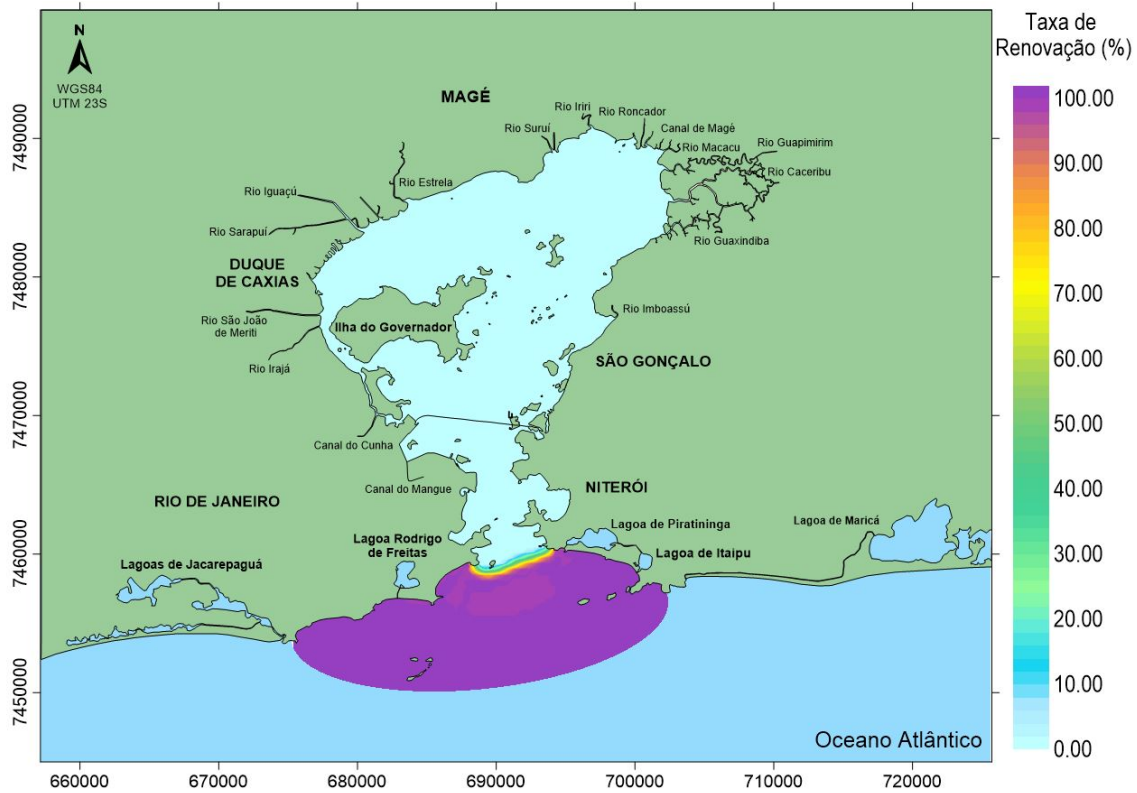 Taxa de
Renovação (%)
N
WGS84
UTM 23S
MAGÉ
Rio Iriri
Rio Roncador
Rio Suruí
Canal de Magé
Rio Macacu
Rio Guapimirim
Rio Caceribu
Rio Estrela
Rio Iguaçú
Rio Sarapuí
Rio Guaxindiba
DUQUE
DE CAXIAS
Rio São João
de Meriti
Ilha do Governador
Rio Imboassú
Rio Irajá
SÃO GONÇALO
Canal do Cunha
Canal do Mangue
NITERÓI
RIO DE JANEIRO
Lagoa de Piratininga
Lagoa de Maricá
Lagoa Rodrigo
de Freitas
Lagoa de Itaipu
Lagoas de Jacarepaguá
Oceano Atlântico
100.00
90.00
80.00
70.00
60.00
50.00
40.00
30.00
20.00
10.00
0.00
7490000
7480000
7470000
7460000
7450000
660000
670000
680000
690000
700000
710000
720000